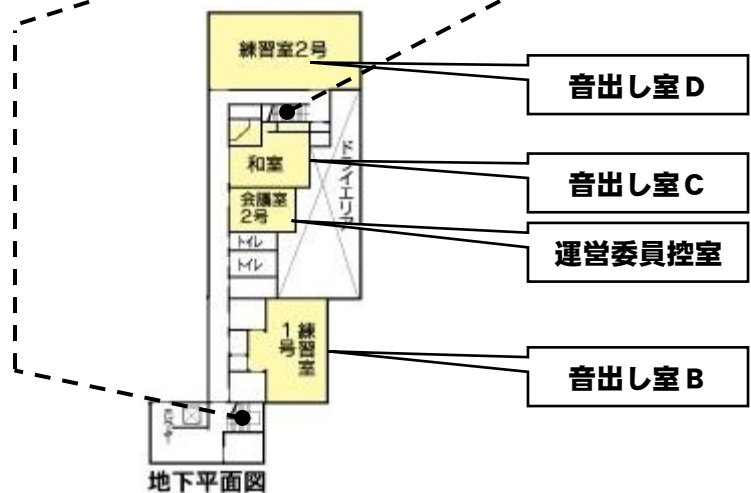 練習室2号
音出し室D
和室
ドライエリア
音出し室C
会議室
2号
運営委員控室
トイレ
トイレ
練習室
1号
音出し室B
地下平面図